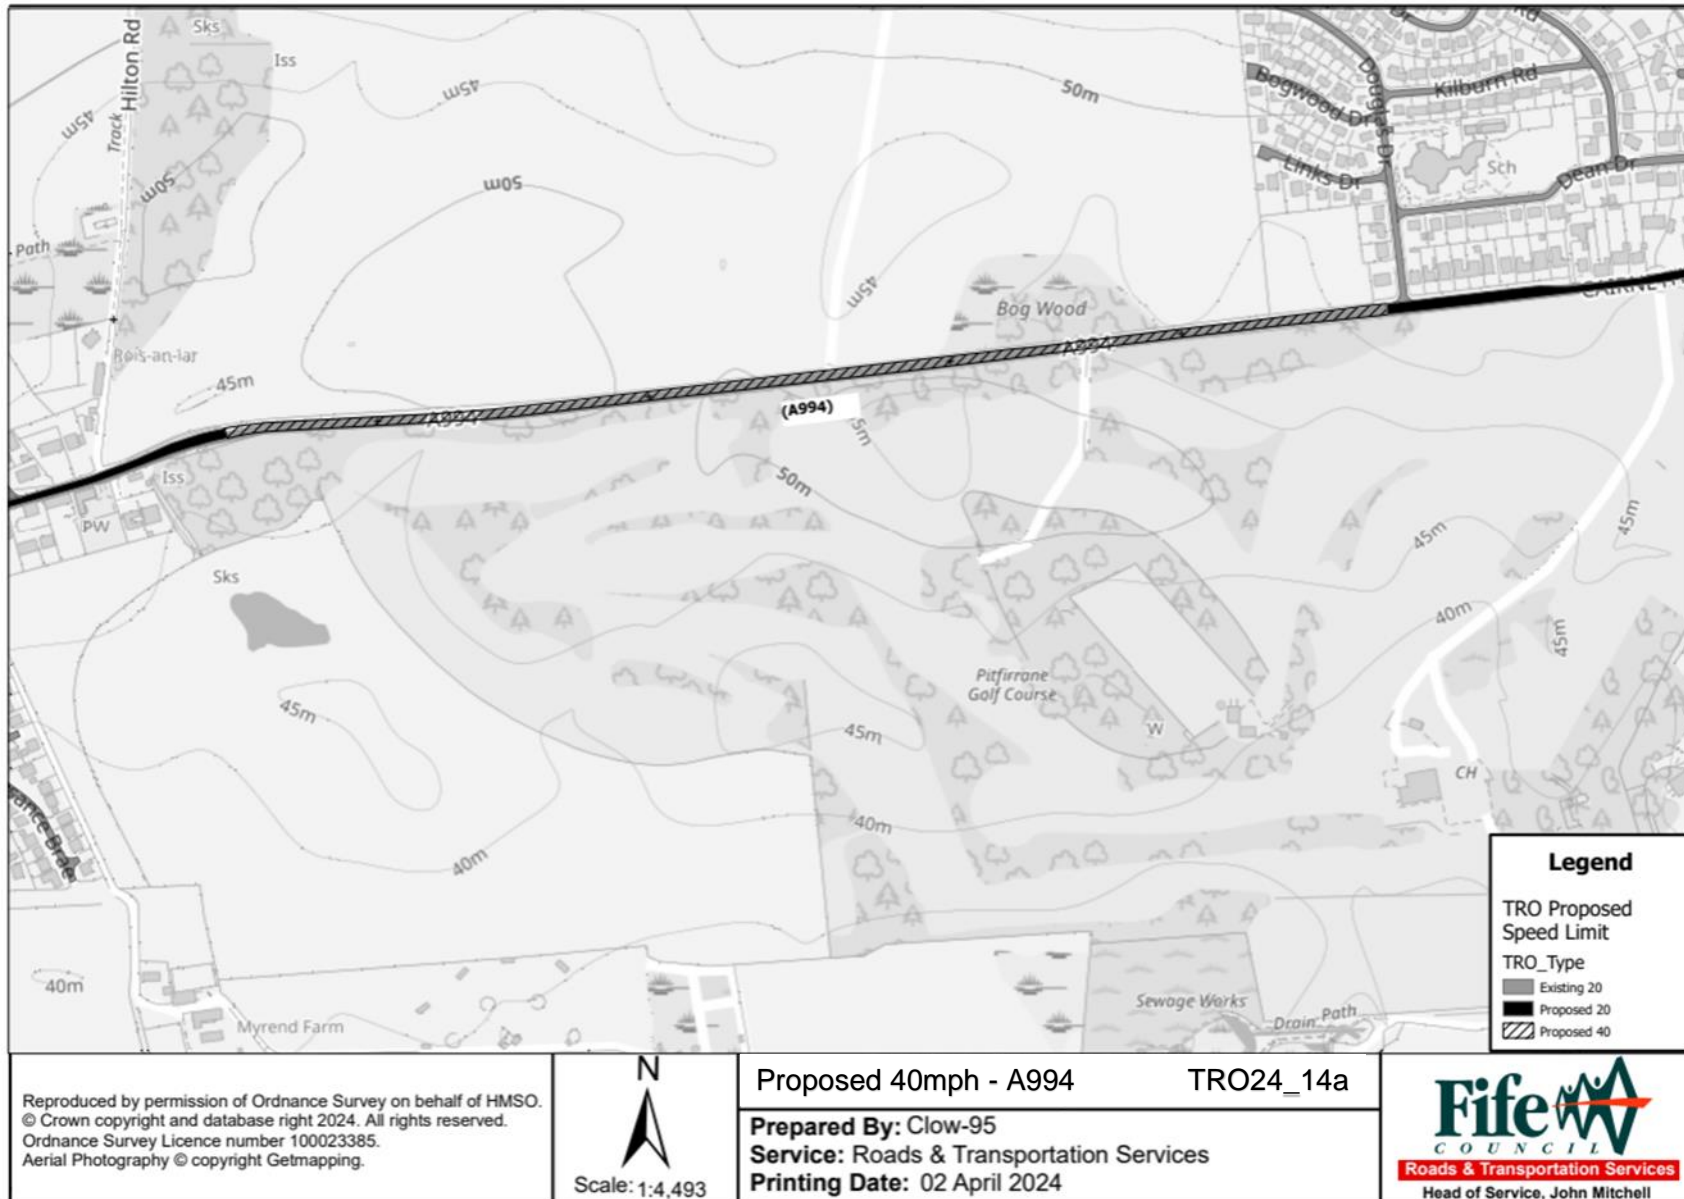 Hilton Rd
Track
Sks
Iss
45m
45m
50m
50m
50m
45m
Path
Rois-an-Iar
45m
Bogwood Dr
Douglas Dr
Kilburn Rd
Links Dr
Sch
Dean Dr
Rd
Dr
Bog Wood
A994
A994
(A994)
5m
50m
Iss
PW
Sks
45m
45m
45m
40m
45m
Pitfirrane
Golf Course
W
45m
40m
40m
CH
40m
Myrend Farm
Sewage Works
Drain
Path
Legend
TRO Proposed
Speed Limit
TRO_Type
Existing 20
Proposed 20
Proposed 40
Reproduced by permission of Ordnance Survey on behalf of HMSO.
© Crown copyright and database right 2024. All rights reserved.
Ordnance Survey Licence number 100023385.
Aerial Photography © copyright Getmapping.
N
Scale: 1:4,493
Proposed 40mph - A994 TRO24_14a
Prepared By: Clow-95
Service: Roads & Transportation Services
Printing Date: 02 April 2024
Fife
COUNCIL
Roads & Transportation Services
Head of Service, John Mitchell